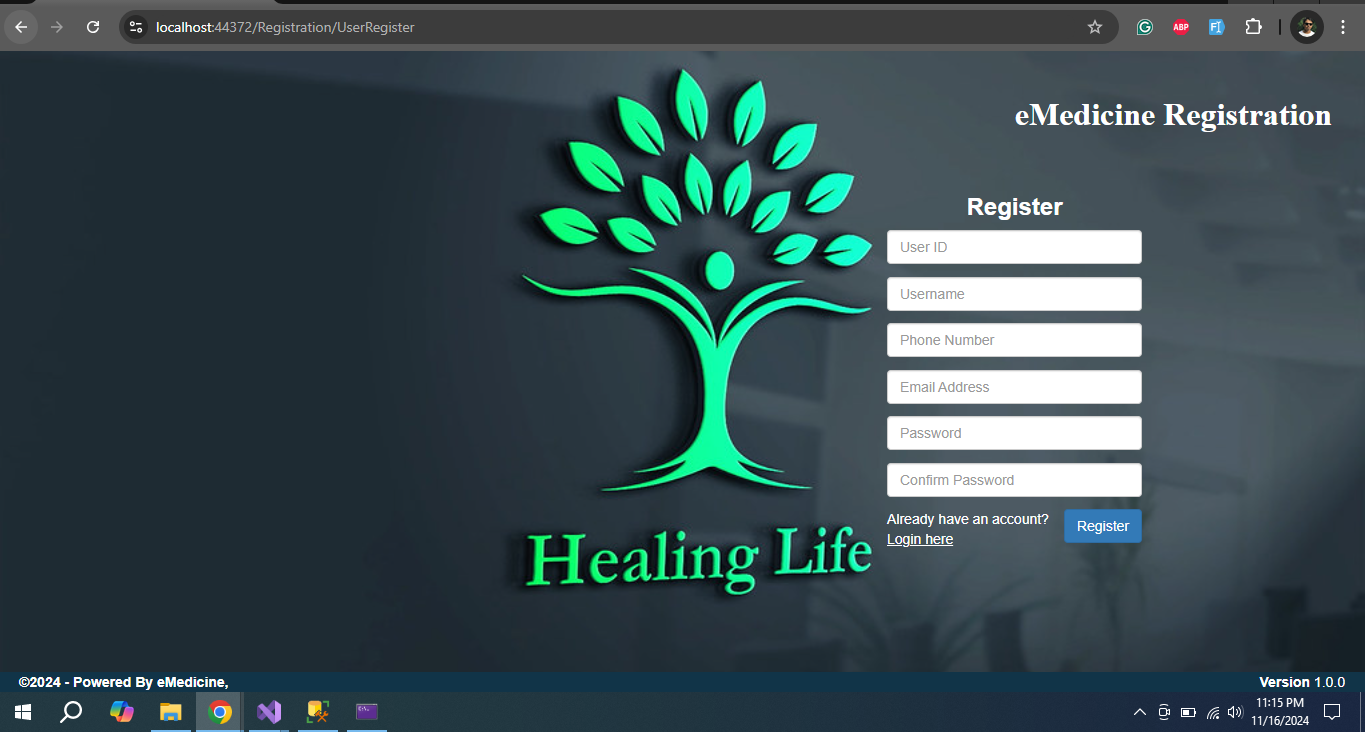 localhost:44372/Registration/UserRegister
ABP
eMedicine Registration
Register
User ID
Username
Phone Number
Email Address
Password
Confirm Password
Already have an account?
Register
Login here
Healing Life
©2024 - Powered By eMedicine,
Version 1.0.0
11:15 PM
11/16/2024